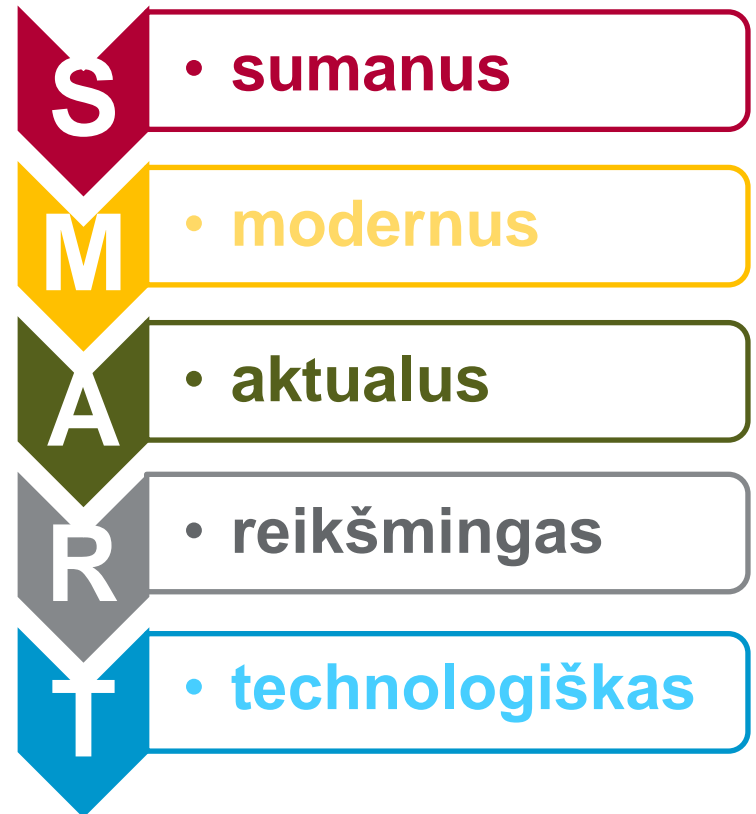 S
• sumanus
M
• modernus
A
• aktualus
R
• reikšmingas
T
• technologiškas